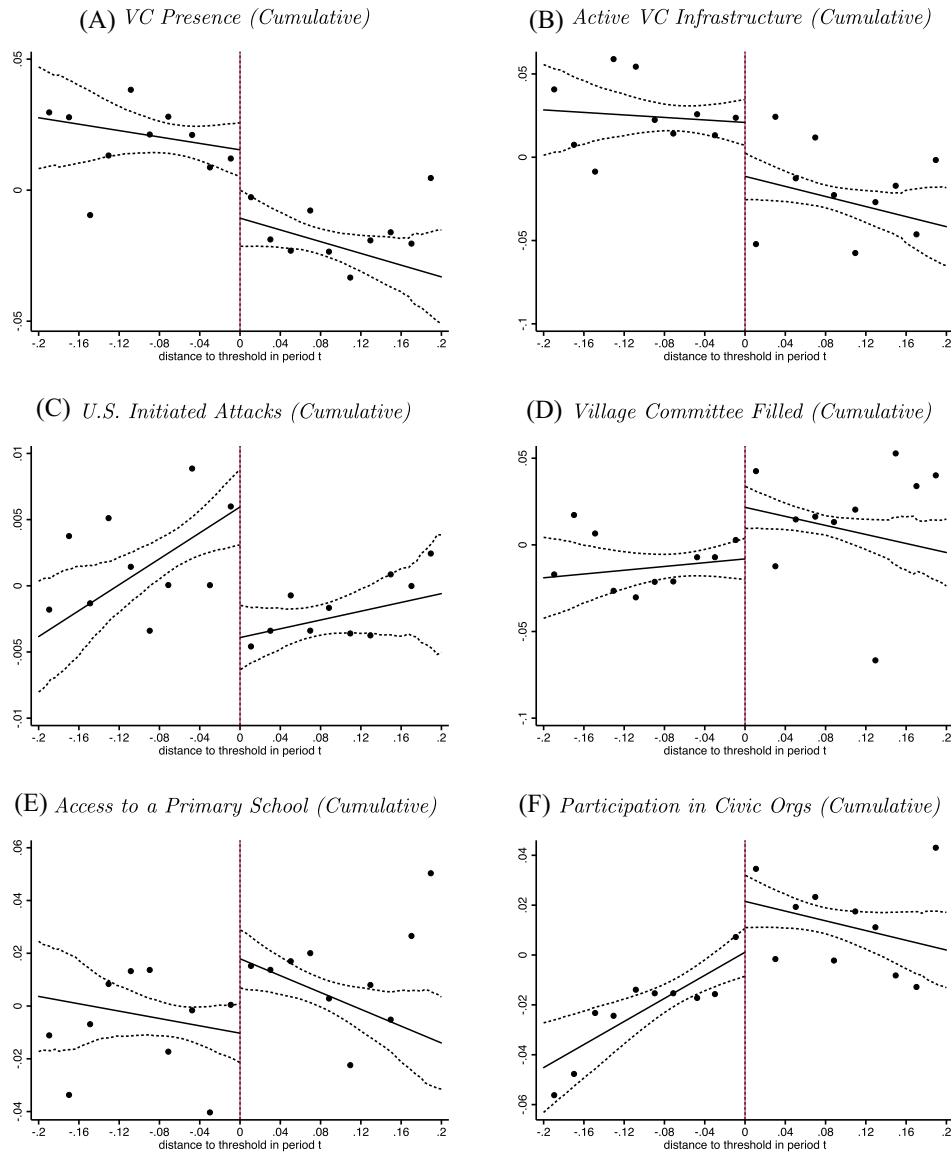 (A) VC Presence (Cumulative)
.05
0
-.05
-.2 -.16 -.12 -.08 -.04 0 .04 .08 .12 .16 .2
distance to threshold in period t
(B) Active VC Infrastructure (Cumulative)
.05
0
-.05
-.1
-.2 -.16 -.12 -.08 -.04 0 .04 .08 .12 .16 .2
distance to threshold in period t
(C) U.S. Initiated Attacks (Cumulative)
.01
.005
0
-.005
-.01
-.2 -.16 -.12 -.08 -.04 0 .04 .08 .12 .16 .2
distance to threshold in period t
(D) Village Committee Filled (Cumulative)
.05
0
-.05
-.1
-.2 -.16 -.12 -.08 -.04 0 .04 .08 .12 .16 .2
distance to threshold in period t
(E) Access to a Primary School (Cumulative)
.06
.04
.02
0
-.02
-.04
-.2 -.16 -.12 -.08 -.04 0 .04 .08 .12 .16 .2
distance to threshold in period t
(F) Participation in Civic Orgs (Cumulative)
.04
.02
0
-.02
-.04
-.06
-.2 -.16 -.12 -.08 -.04 0 .04 .08 .12 .16 .2
distance to threshold in period t